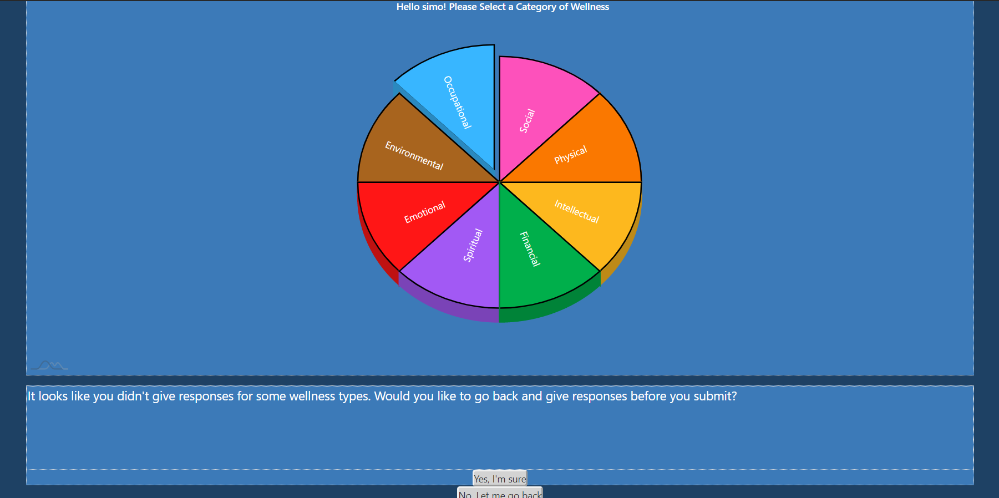 Hello simo! Please Select a Category of Wellness
Occupational
Social
Environmental
Physical
Emotional
Intellectual
Spiritual
Financial
It looks like you didn't give responses for some wellness types. Would you like to go back and give responses before you submit?
Yes, I'm sure
No. Let me go back